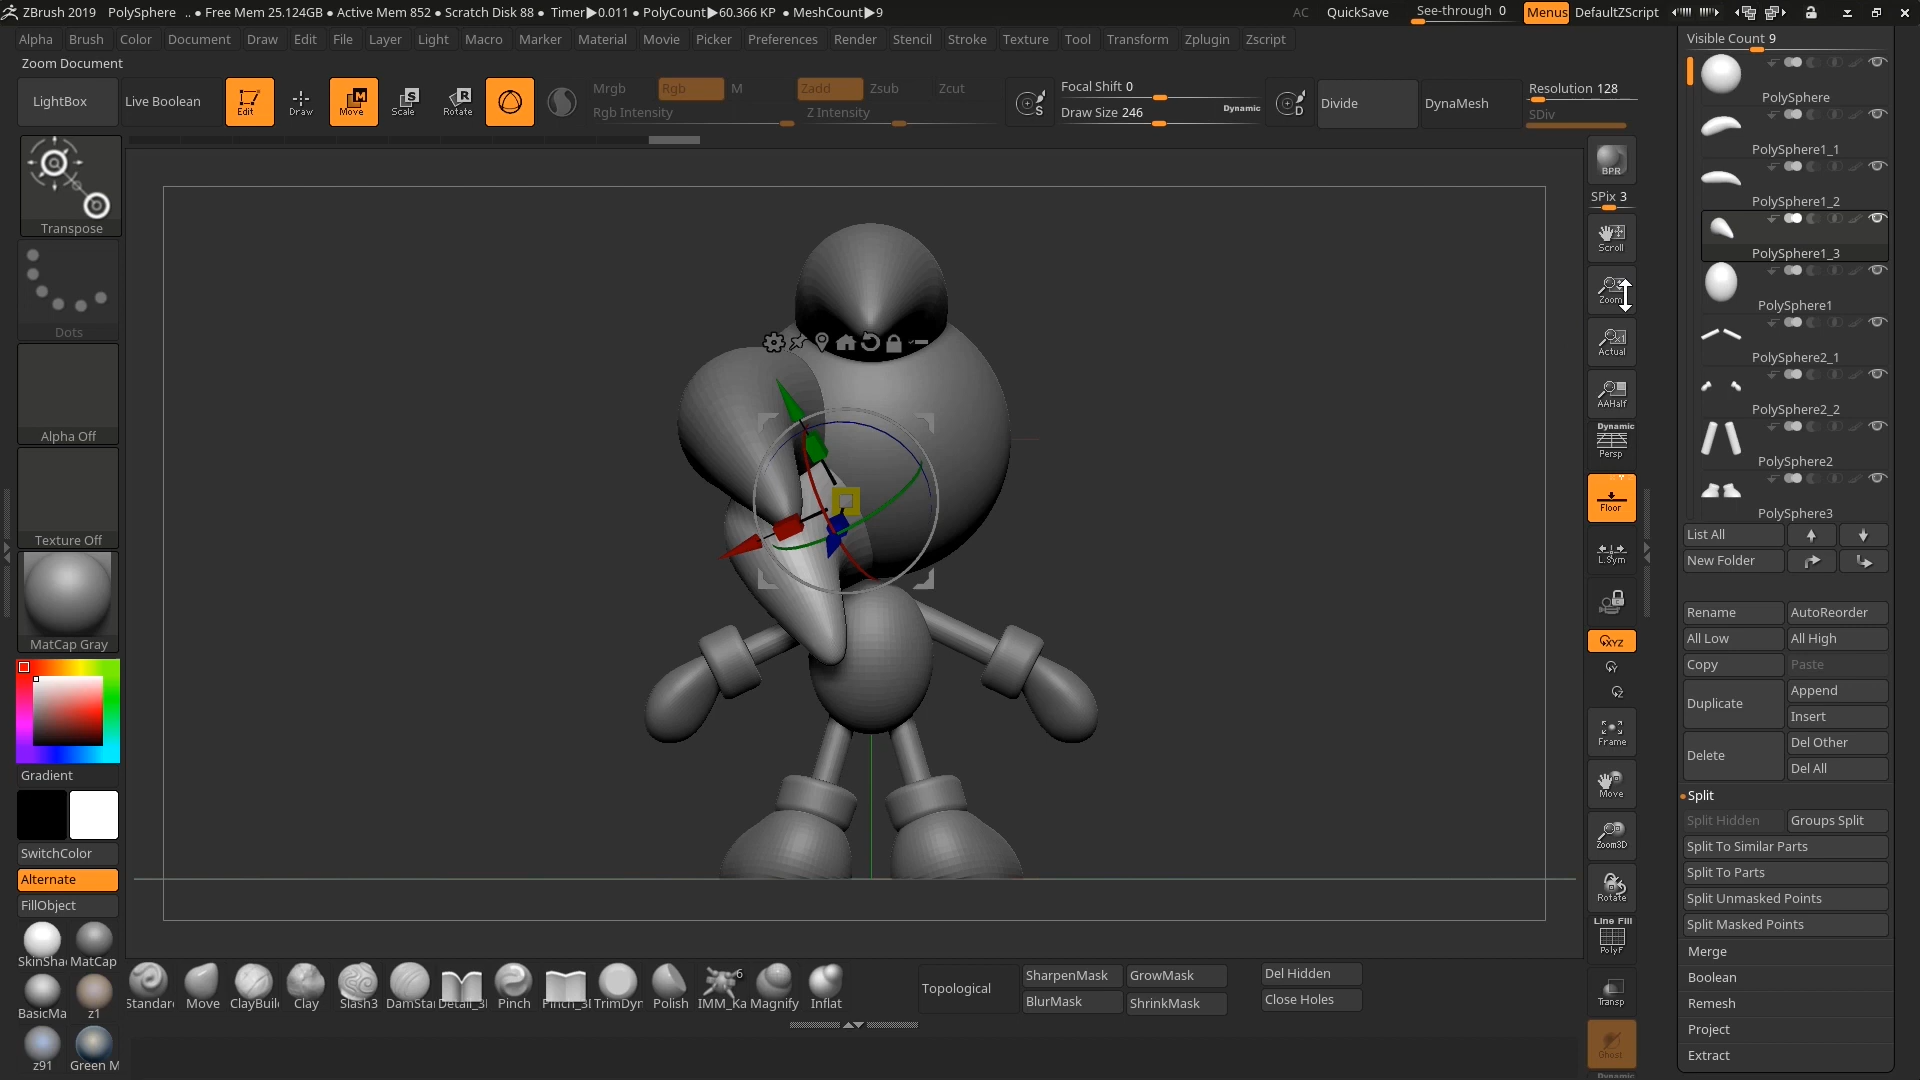 ZBrush 2019 PolySphere .. ● Free Mem 25.124GB ● Active Mem 852 ● Scratch Disk 88 ● Timer▶0.011 ● PolyCount▶60.366 KP ● MeshCount▶9 AC QuickSave See-through 0 Menus DefaultZScript
Alpha Brush Color Document Draw Edit File Layer Light Macro Marker Material Movie Picker Preferences Render Stencil Stroke Texture Tool Transform Zplugin Zscript
Zoom Document
LightBox
Live Boolean
Edit
Draw
Move
Scale
Rotate
Mrgb Rgb M
Rgb Intensity
Zadd Zsub Zcut
Z Intensity
S
Focal Shift 0
Draw Size 246
Dynamic
D
Divide
DynaMesh
Resolution 128
SDiv
Transpose
Dots
Alpha Off
Texture Off
MatCap Gray
Gradient
SwitchColor
Alternate
FillObject
SkinSha
MatCap
BasicMa
z1
z91
Green M
BPR
SPix 3
Scroll
Zoom
Actual
AAHalf
Dynamic
Persp
Floor
L.Sym
XYZ
Y
Z
Frame
Move
Zoom3D
Rotate
Line Fill
PolyF
Transp
Ghost
Dynamic
Visible Count 9
PolySphere
PolySphere1_1
PolySphere1_2
PolySphere1_3
PolySphere1
PolySphere2_1
PolySphere2_2
PolySphere2
PolySphere3
List All
New Folder
Rename AutoReorder
All Low All High
Copy Paste
Duplicate
Append
Insert
Delete
Del Other
Del All
Split
Split Hidden Groups Split
Split To Similar Parts
Split To Parts
Split Unmasked Points
Split Masked Points
Merge
Boolean
Remesh
Project
Extract
Standard
Move
ClayBuil
Clay
Slash3
DamSta
Detail_3
Pinch
Pinch_3
TrimDyn
Polish
6
IMM_Ka
Magnify
Inflat
Topological
SharpenMask GrowMask
BlurMask ShrinkMask
Del Hidden
Close Holes